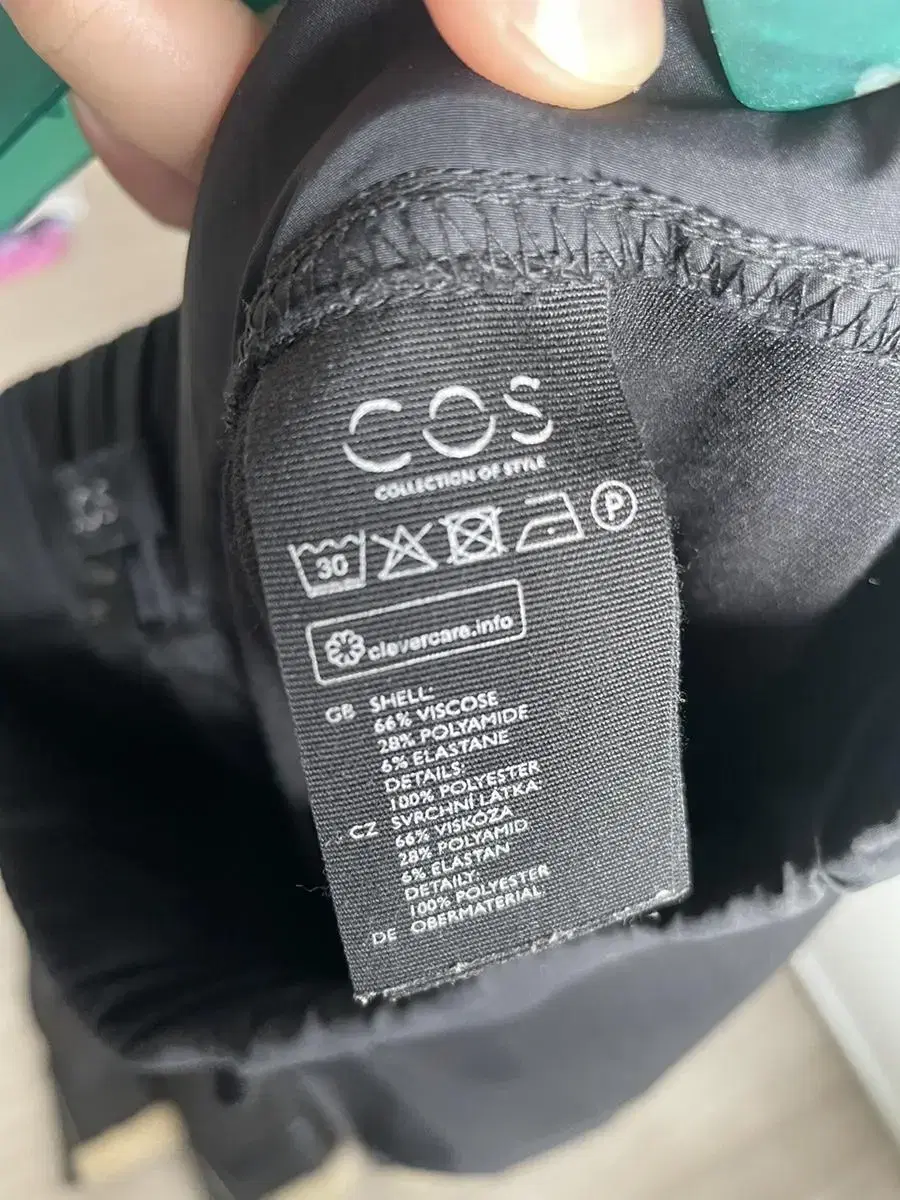 COS
COLLECTION OF STYLE
30
P
clevercare.info
GB SHELL:
66% VISCOSE
28% POLYAMIDE
6% ELASTANE
DETAILS:
100% POLYESTER
CZ SVRCHNÍ LÁTKA
66% VISKÓZA
28% POLYAMID
6% ELASTAN
DETAILY:
100% POLYESTER
DE OBERMATERIAL: